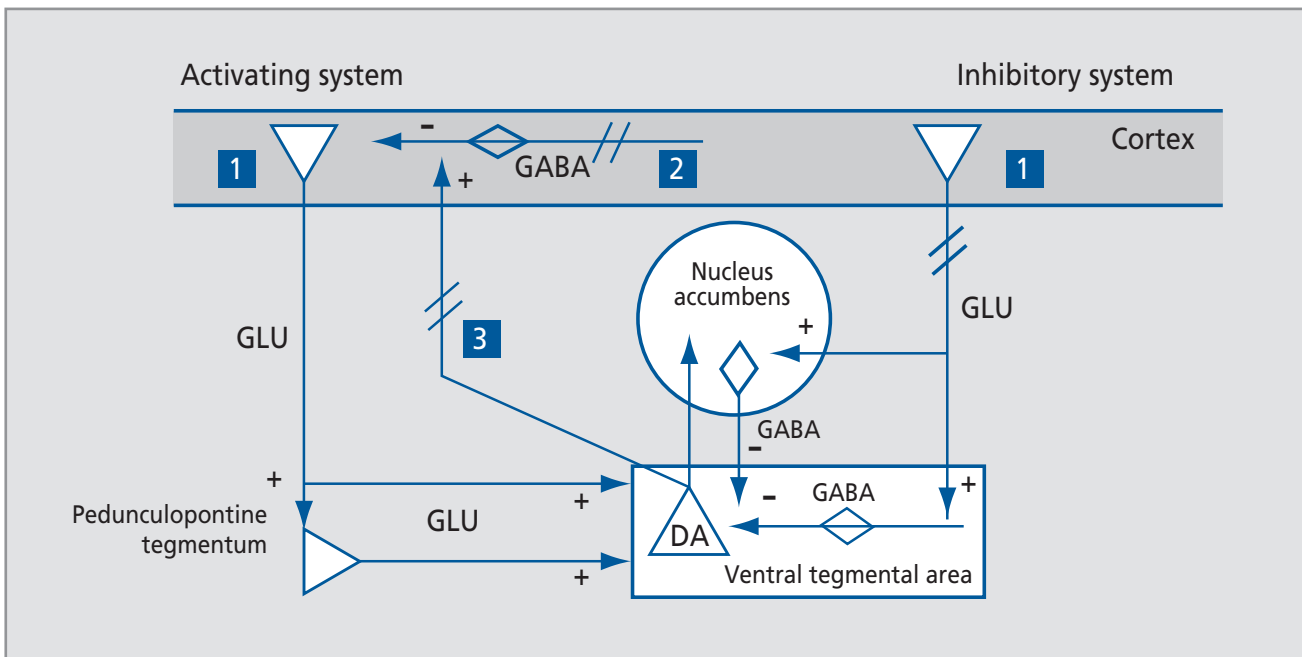 Activating system
Inhibitory system
Cortex
-
1
GABA
2
1
+
Nucleus
accumbens
GLU
3
+
GLU
GABA
-
+
+
-
GABA
+
Pedunculopontine
tegmentum
GLU
DA
+
Ventral tegmental area